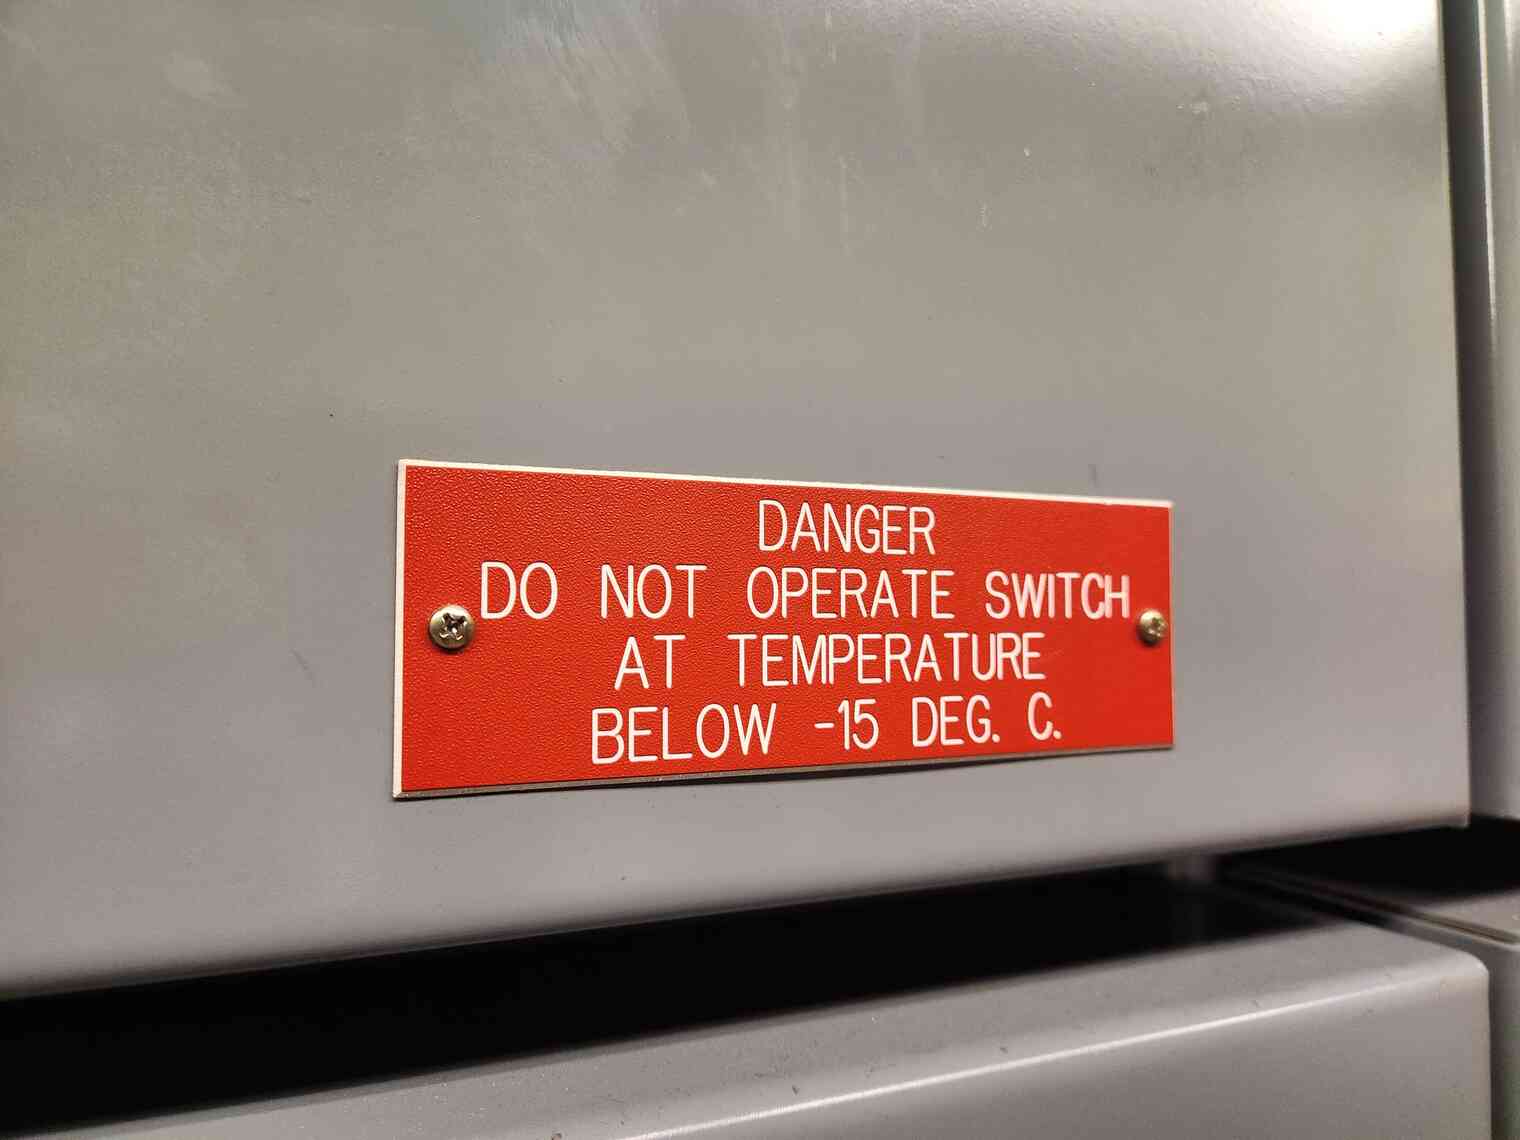 DANGER
DO NOT OPERATE SWITCH
AT TEMPERATURE
BELOW -15 DEG. C.